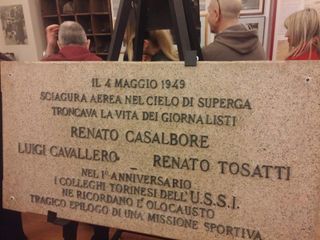 IL 4 MAGGIO 1949
SCIAGURA AEREA NEL CIELO DI SUPERGA
TRONCAVA LA VITA DEI GIORNALISTI
RENATO CASALBORE
LUIGI CAVALLERO - RENATO TOSATTI
NEL 1° ANNIVERSARIO
I COLLEGHI TORINESI DELL'U.S.S.I.
NE RICORDANO L'OLOCAUSTO
TRAGICO EPILOGO DI UNA MISSIONE SPORTIVA